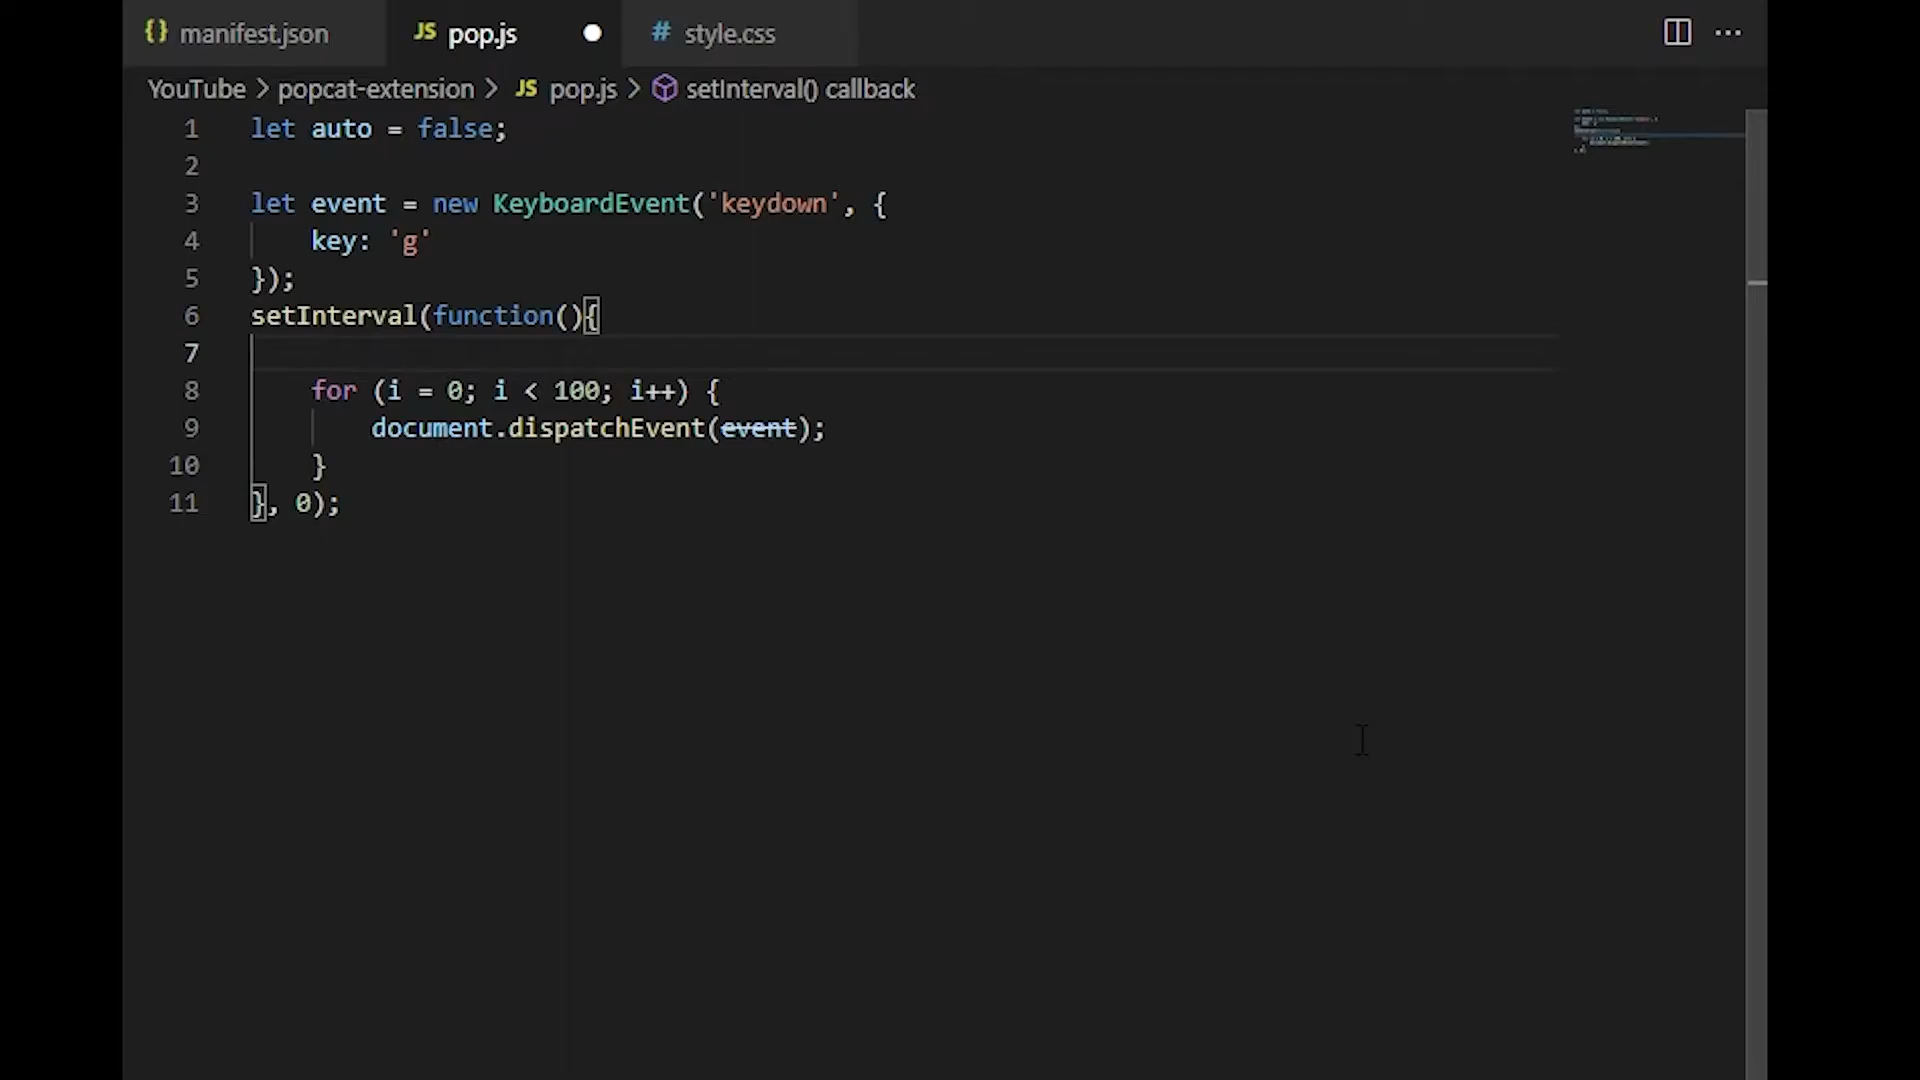 {} manifest.json JS pop.js # style.css
YouTube > popcat-extension > JS pop.js > setInterval() callback
1 let auto = false;
2
3 let event = new KeyboardEvent('keydown', {
4 key: 'g'
5 });
6 setInterval(function(){
7
8 for (i = 0; i < 100; i++) {
9 document.dispatchEvent(event);
10 }
11 }, 0);